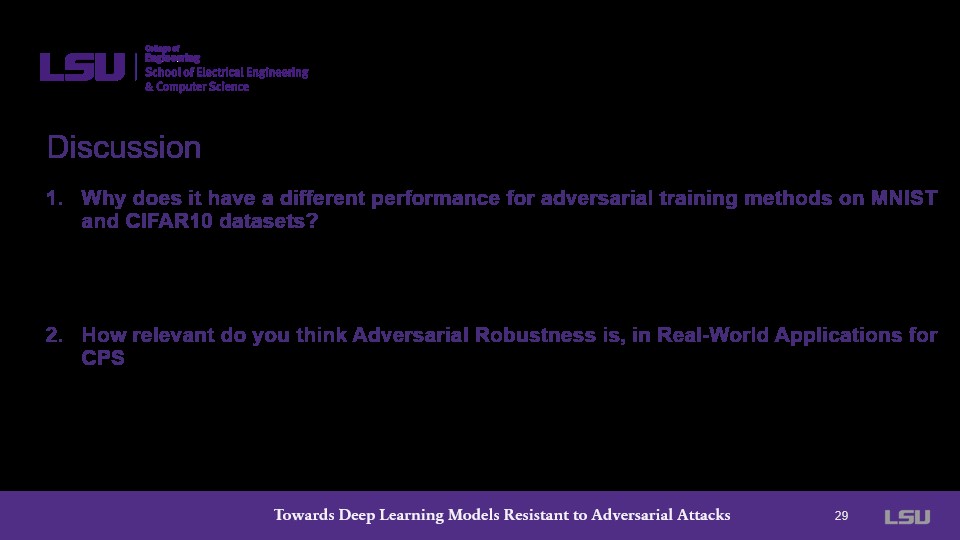 LSU
College of
Engineering
School of Electrical Engineering
& Computer Science
Discussion
1. Why does it have a different performance for adversarial training methods on MNIST
and CIFAR10 datasets?
2. How relevant do you think Adversarial Robustness is, in Real-World Applications for
CPS
Towards Deep Learning Models Resistant to Adversarial Attacks
29
LSU